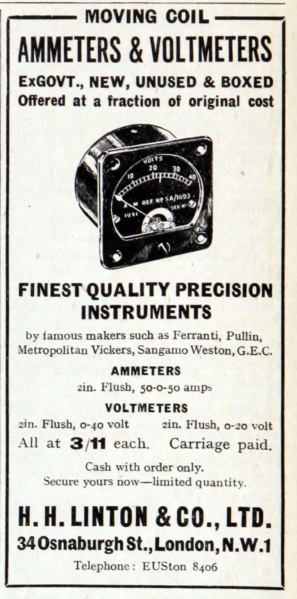 MOVING COIL
AMMETERS & VOLTMETERS
ExGOVT., NEW, UNUSED & BOXED
Offered at a fraction of original cost
VOLTS
10 20 30 40
A M REF. NO 5A/1693
FINEST QUALITY PRECISION
INSTRUMENTS
by famous makers such as Ferranti, Pullin,
Metropolitan Vickers, Sangamo Weston, G.E.C.
AMMETERS
2in. Flush, 50-0-50 amps
VOLTMETERS
2in. Flush, 0-40 volt 2in. Flush, 0-20 volt
All at 3/11 each. Carriage paid.
Cash with order only.
Secure yours now—limited quantity.
H. H. LINTON & CO., LTD.
34 Osnaburgh St., London, N.W.1
Telephone: EUSton 8406